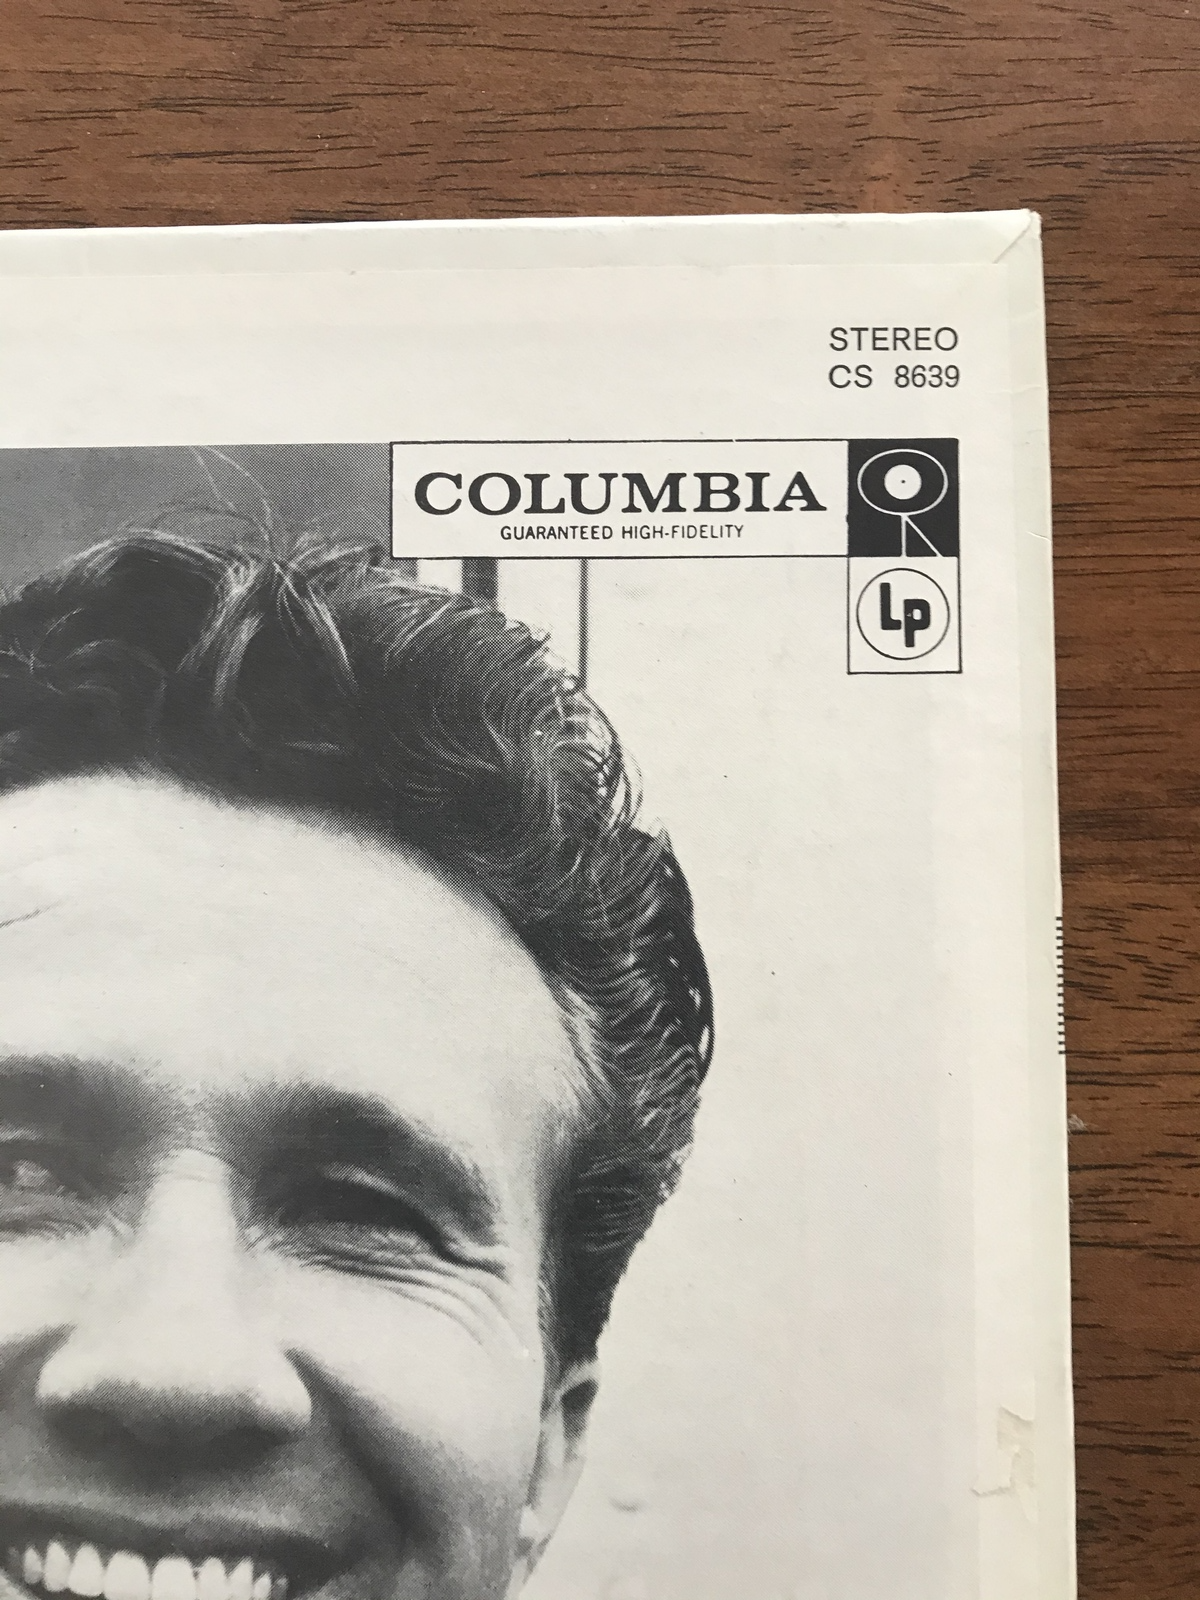 STEREO
CS 8639
COLUMBIA
GUARANTEED HIGH-FIDELITY
Lp